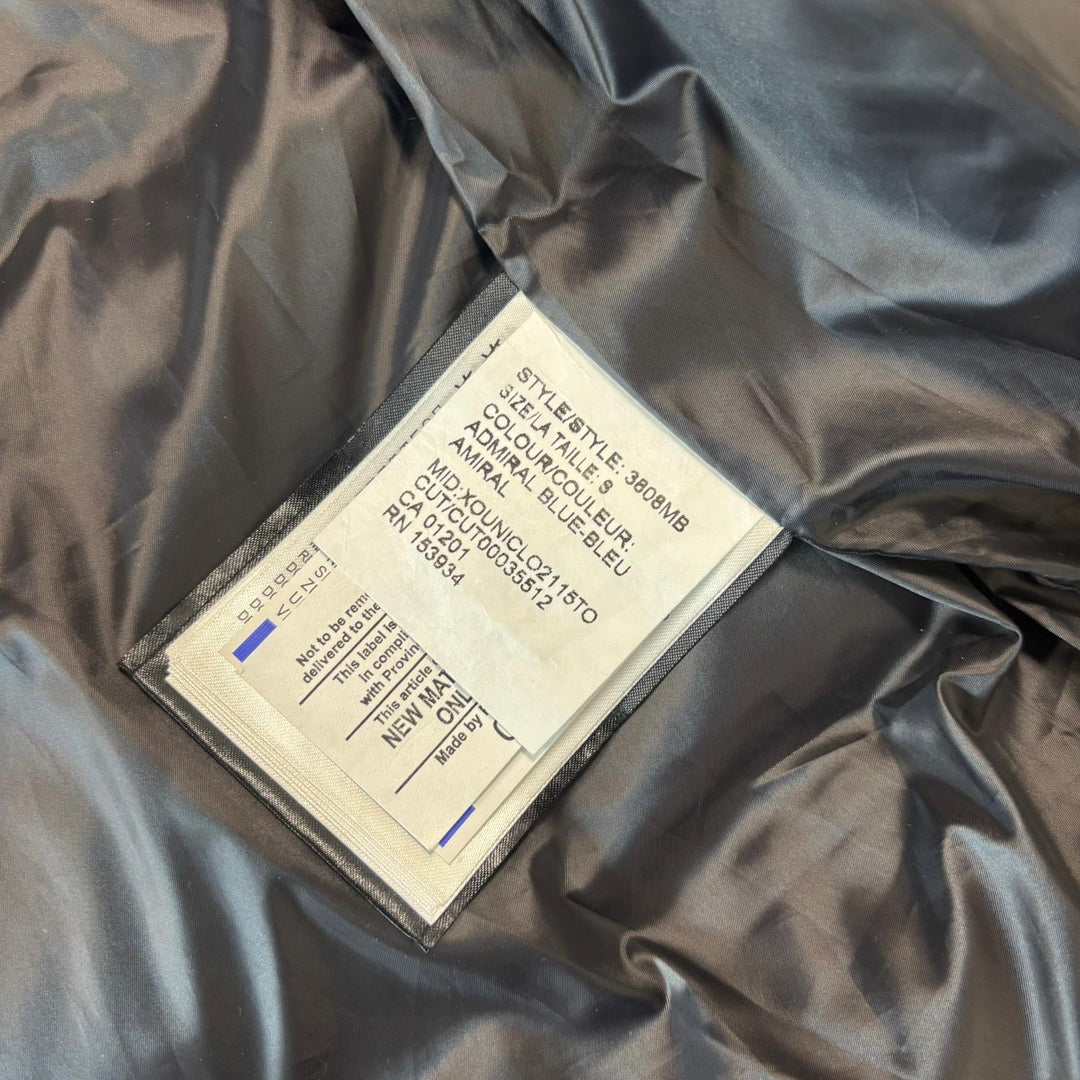 STYLE/STYLE: 3808MB
SIZE/LA TAILLE: S
COLOUR/COULEUR:
ADMIRAL BLUE-BLEU
AMIRAL
MID:XOUNICLO2115TO
CUT/CUT00035512
CA 01201
RN 153934
Not to be rem
delivered to the
This label is
in compli
with Provin
This article
NEW MAT
ONL
Made by